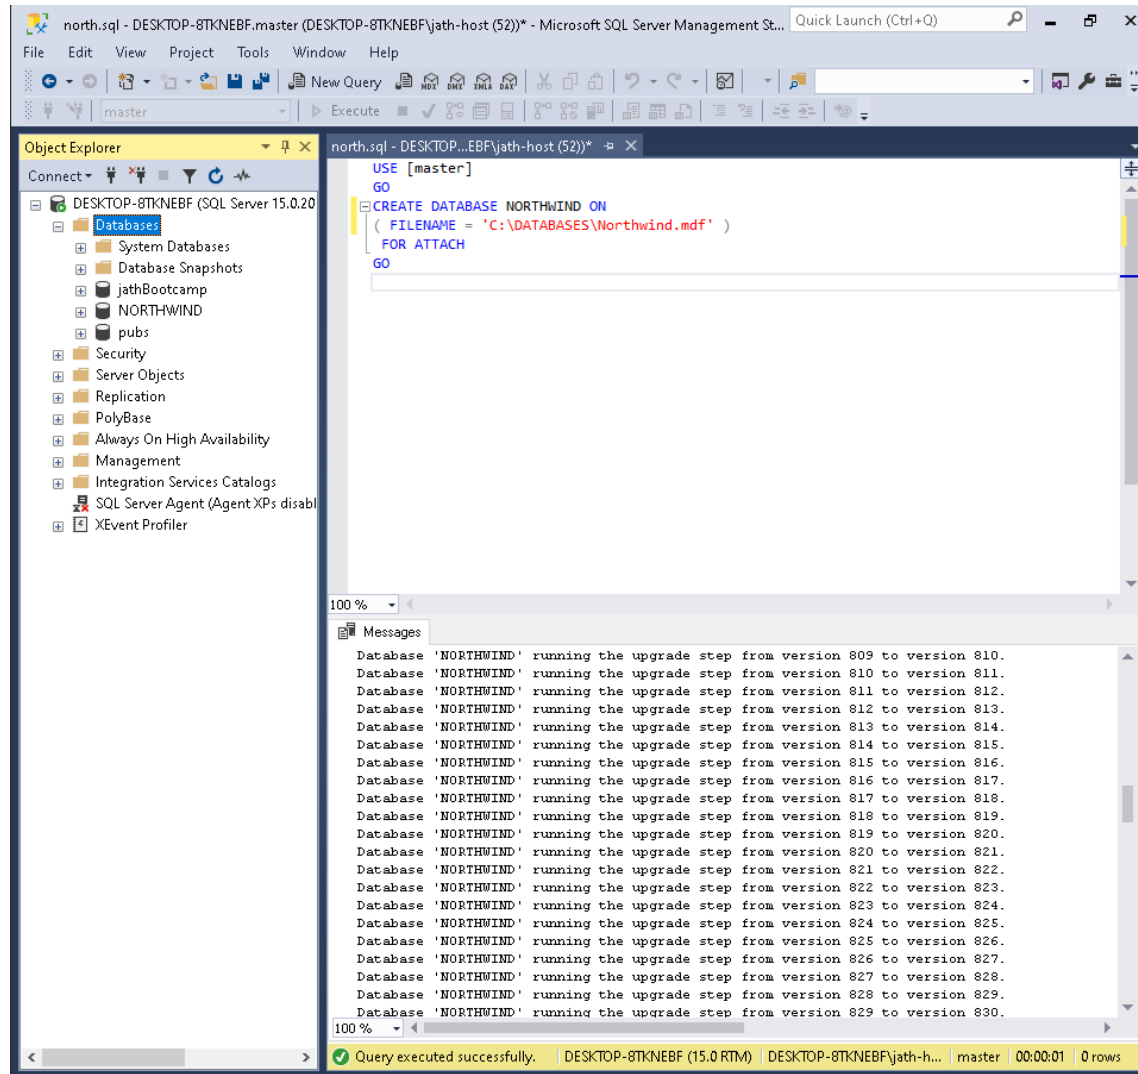 north.sql - DESKTOP-8TKNEBF.master (DESKTOP-8TKNEBF\jath-host (52))* - Microsoft SQL Server Management St...
Quick Launch (Ctrl+Q)
File Edit View Project Tools Window Help
New Query MDX DMX XMLA DAX
master Execute
Object Explorer
north.sql - DESKTOP...EBF\jath-host (52))*
Connect
DESKTOP-8TKNEBF (SQL Server 15.0.20
Databases
System Databases
Database Snapshots
jathBootcamp
NORTHWIND
pubs
Security
Server Objects
Replication
PolyBase
Always On High Availability
Management
Integration Services Catalogs
SQL Server Agent (Agent XPs disabl
XEvent Profiler
USE [master]
GO
CREATE DATABASE NORTHWIND ON
( FILENAME = 'C:\DATABASES\Northwind.mdf' )
FOR ATTACH
GO
100 %
Messages
Database 'NORTHWIND' running the upgrade step from version 809 to version 810.
Database 'NORTHWIND' running the upgrade step from version 810 to version 811.
Database 'NORTHWIND' running the upgrade step from version 811 to version 812.
Database 'NORTHWIND' running the upgrade step from version 812 to version 813.
Database 'NORTHWIND' running the upgrade step from version 813 to version 814.
Database 'NORTHWIND' running the upgrade step from version 814 to version 815.
Database 'NORTHWIND' running the upgrade step from version 815 to version 816.
Database 'NORTHWIND' running the upgrade step from version 816 to version 817.
Database 'NORTHWIND' running the upgrade step from version 817 to version 818.
Database 'NORTHWIND' running the upgrade step from version 818 to version 819.
Database 'NORTHWIND' running the upgrade step from version 819 to version 820.
Database 'NORTHWIND' running the upgrade step from version 820 to version 821.
Database 'NORTHWIND' running the upgrade step from version 821 to version 822.
Database 'NORTHWIND' running the upgrade step from version 822 to version 823.
Database 'NORTHWIND' running the upgrade step from version 823 to version 824.
Database 'NORTHWIND' running the upgrade step from version 824 to version 825.
Database 'NORTHWIND' running the upgrade step from version 825 to version 826.
Database 'NORTHWIND' running the upgrade step from version 826 to version 827.
Database 'NORTHWIND' running the upgrade step from version 827 to version 828.
Database 'NORTHWIND' running the upgrade step from version 828 to version 829.
Database 'NORTHWIND' running the upgrade step from version 829 to version 830.
100 %
Query executed successfully. DESKTOP-8TKNEBF (15.0 RTM) DESKTOP-8TKNEBF\jath-h... master 00:00:01 0 rows